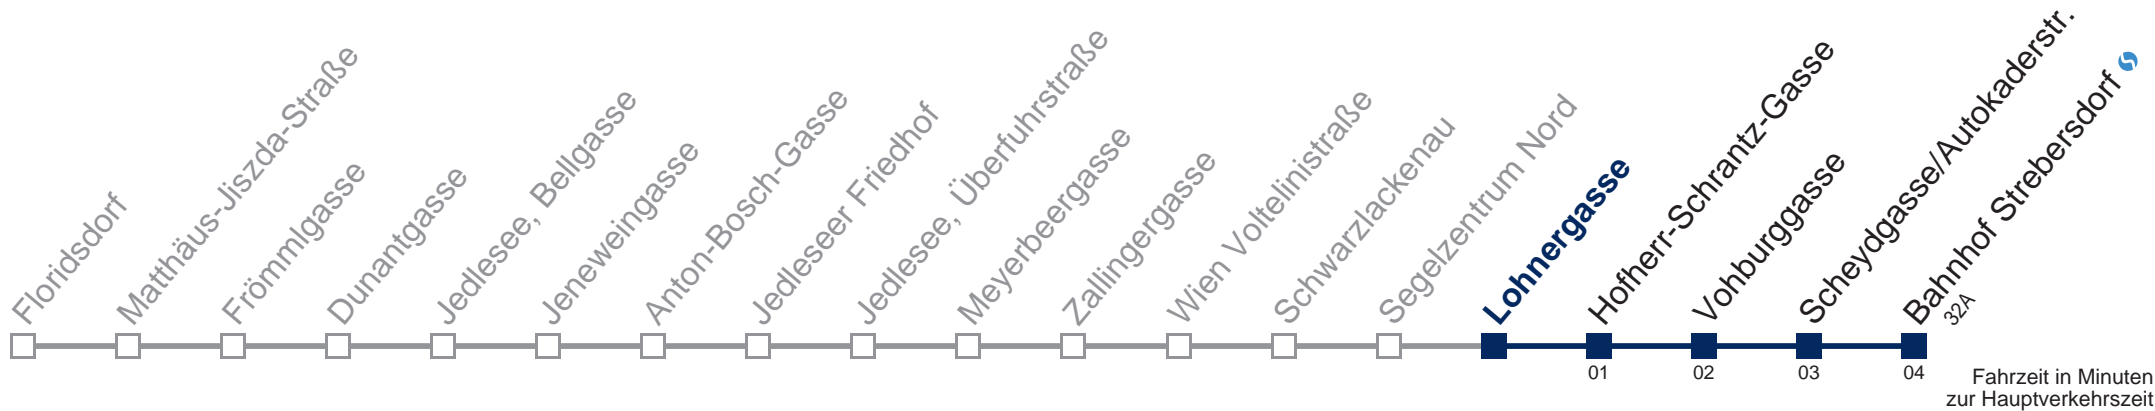 Floridsdorf
Matthäus-Jiszda-Straße
Frömmlgasse
Dunantgasse
Jedlesee, Bellgasse
Jeneweingasse
Anton-Bosch-Gasse
Jedleseer Friedhof
Jedlesee, Überfuhrstraße
Meyerbeergasse
Zallingergasse
Wien Voltelinistraße
Schwarzlackenau
Segelzentrum Nord
Lohnergasse
Hofherr-Schrantz-Gasse
Vohburggasse
Scheydgasse/Autokaderstr.
Bahnhof Strebersdorf
32A
01
02
03
04
Fahrzeit in Minuten
zur Hauptverkehrszeit